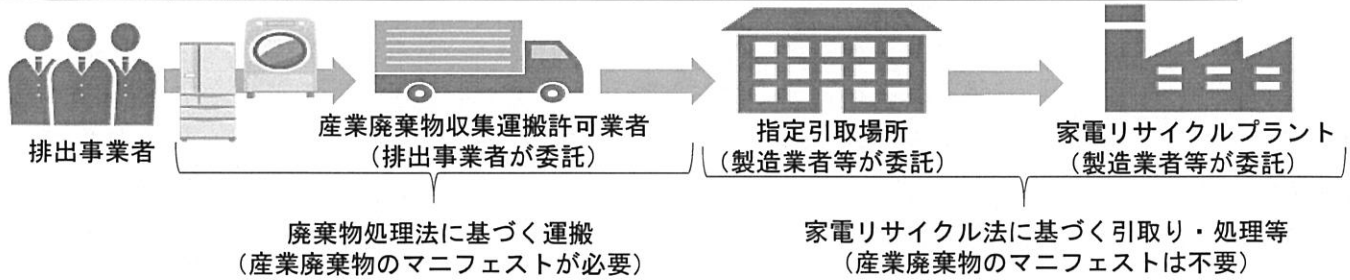 排出事業者
産業廃棄物収集運搬許可業者
(排出事業者が委託)
指定引取場所
(製造業者等が委託)
家電リサイクルプラント
(製造業者等が委託)
廃棄物処理法に基づく運搬
(産業廃棄物のマニフェストが必要)
家電リサイクル法に基づく引取り・処理等
(産業廃棄物のマニフェストは不要)